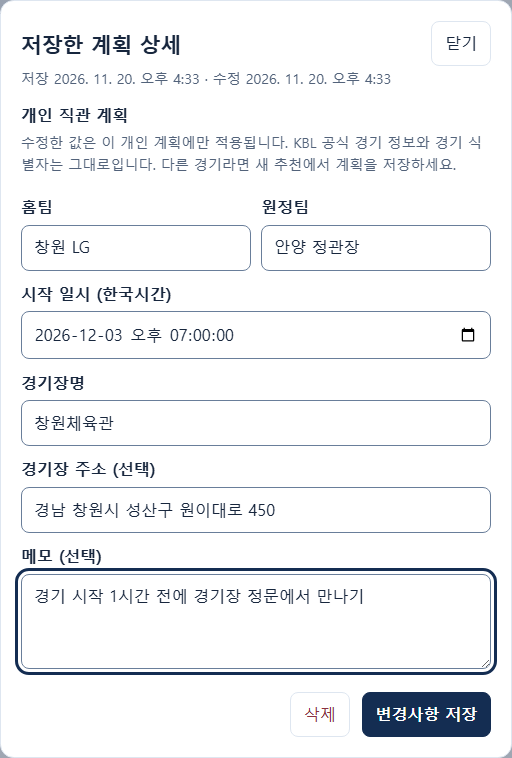 저장한 계획 상세
닫기
저장 2026. 11. 20. 오후 4:33 · 수정 2026. 11. 20. 오후 4:33
개인 직관 계획
수정한 값은 이 개인 계획에만 적용됩니다. KBL 공식 경기 정보와 경기 식
별자는 그대로입니다. 다른 경기라면 새 추천에서 계획을 저장하세요.
홈팀
원정팀
창원 LG
안양 정관장
시작 일시 (한국시간)
2026-12-03 오후 07:00:00
경기장명
창원체육관
경기장 주소 (선택)
경남 창원시 성산구 원이대로 450
메모 (선택)
경기 시작 1시간 전에 경기장 정문에서 만나기
삭제
변경사항 저장